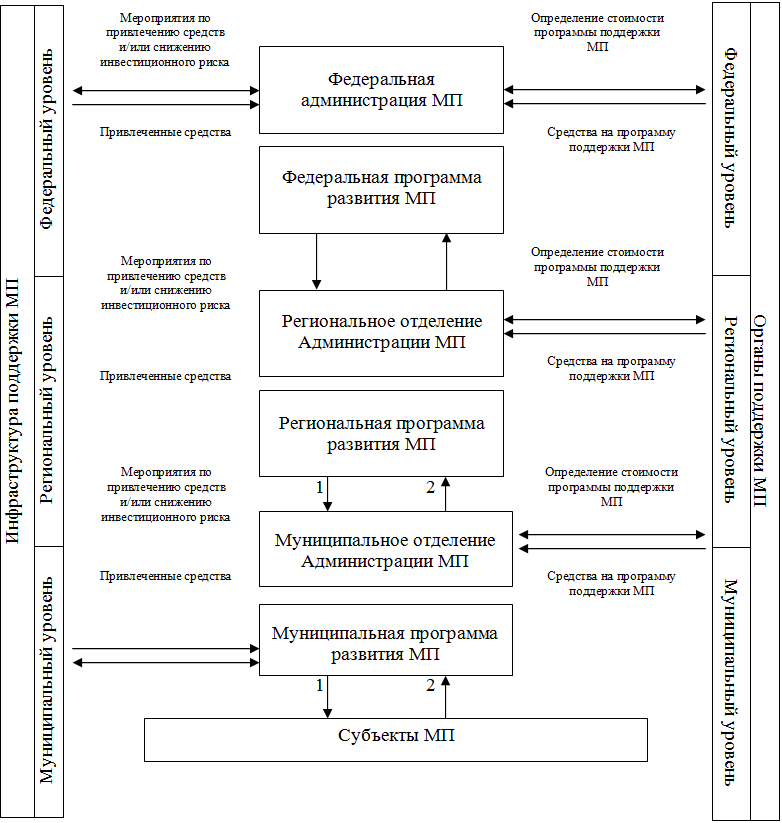 Инфраструктура поддержки МП
Федеральный уровень
Региональный уровень
Муниципальный уровень
Мероприятия по
привлечению средств
и/или снижению
инвестиционного риска
Привлеченные средства
Федеральная
администрация МП
Определение стоимости
программы поддержки
МП
Средства на программу
поддержки МП
Федеральная программа
развития МП
Мероприятия по
привлечению средств
и/или снижению
инвестиционного риска
Привлеченные средства
Региональное отделение
Администрации МП
Определение стоимости
программы поддержки
МП
Средства на программу
поддержки МП
Региональная программа
развития МП
1
2
Мероприятия по
привлечению средств
и/или снижению
инвестиционного риска
Привлеченные средства
Муниципальное отделение
Администрации МП
Определение стоимости
программы поддержки
МП
Средства на программу
поддержки МП
Муниципальная программа
развития МП
1
2
Субъекты МП
Федеральный уровень
Региональный уровень
Муниципальный уровень
Органы поддержки МП